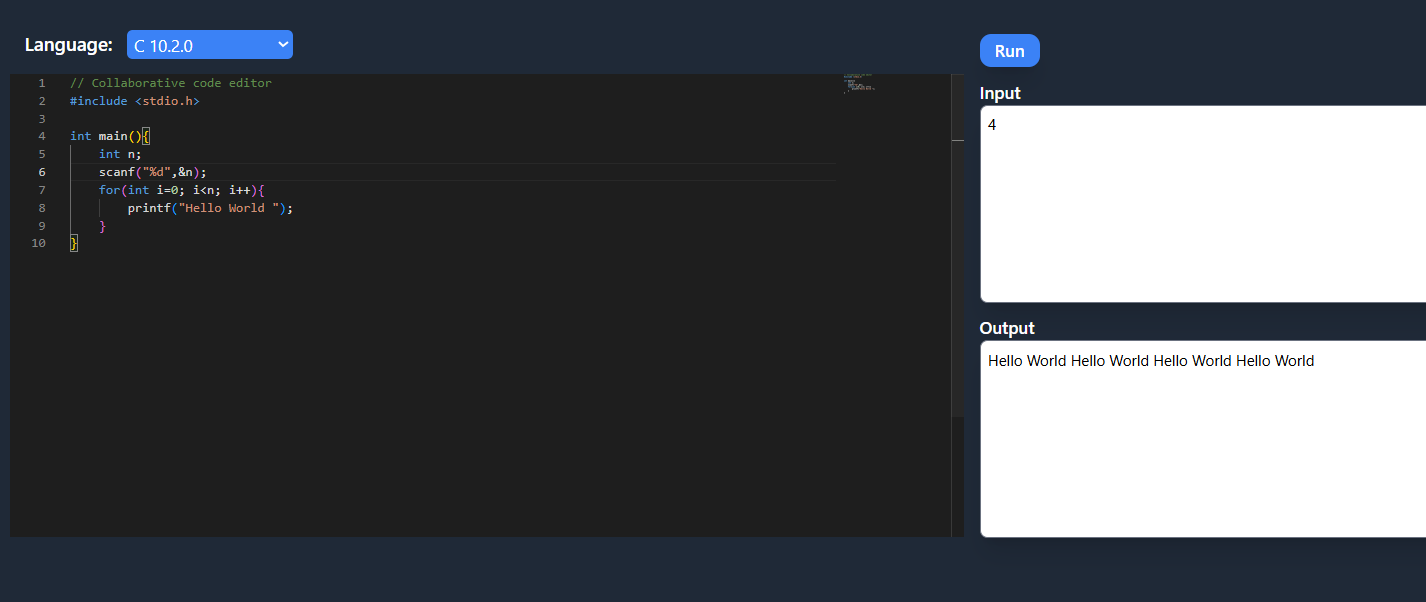 Language: C 10.2.0
Run
1 // Collaborative code editor
2 #include <stdio.h>
3
4 int main(){
5     int n;
6     scanf("%d",&n);
7     for(int i=0; i<n; i++){
8         printf("Hello World ");
9     }
10 }
Input
4
Output
Hello World Hello World Hello World Hello World